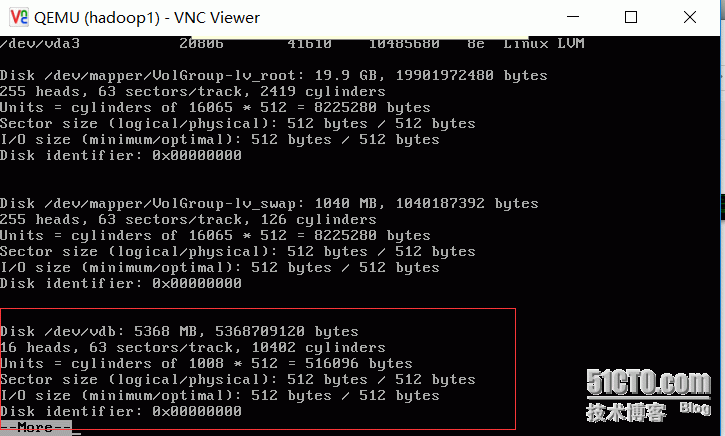 QEMU (hadoop1) - VNC Viewer
/dev/vda3 20806 41610 10485680 8e Linux LVM
Disk /dev/mapper/VolGroup-lv_root: 19.9 GB, 19901972480 bytes
255 heads, 63 sectors/track, 2419 cylinders
Units = cylinders of 16065 * 512 = 8225280 bytes
Sector size (logical/physical): 512 bytes / 512 bytes
I/O size (minimum/optimal): 512 bytes / 512 bytes
Disk identifier: 0x00000000
Disk /dev/mapper/VolGroup-lv_swap: 1040 MB, 1040187392 bytes
255 heads, 63 sectors/track, 126 cylinders
Units = cylinders of 16065 * 512 = 8225280 bytes
Sector size (logical/physical): 512 bytes / 512 bytes
I/O size (minimum/optimal): 512 bytes / 512 bytes
Disk identifier: 0x00000000
Disk /dev/vdb: 5368 MB, 5368709120 bytes
16 heads, 63 sectors/track, 10402 cylinders
Units = cylinders of 1008 * 512 = 516096 bytes
Sector size (logical/physical): 512 bytes / 512 bytes
I/O size (minimum/optimal): 512 bytes / 512 bytes
Disk identifier: 0x00000000
--More--
51CTO.com
技术博客 Blog